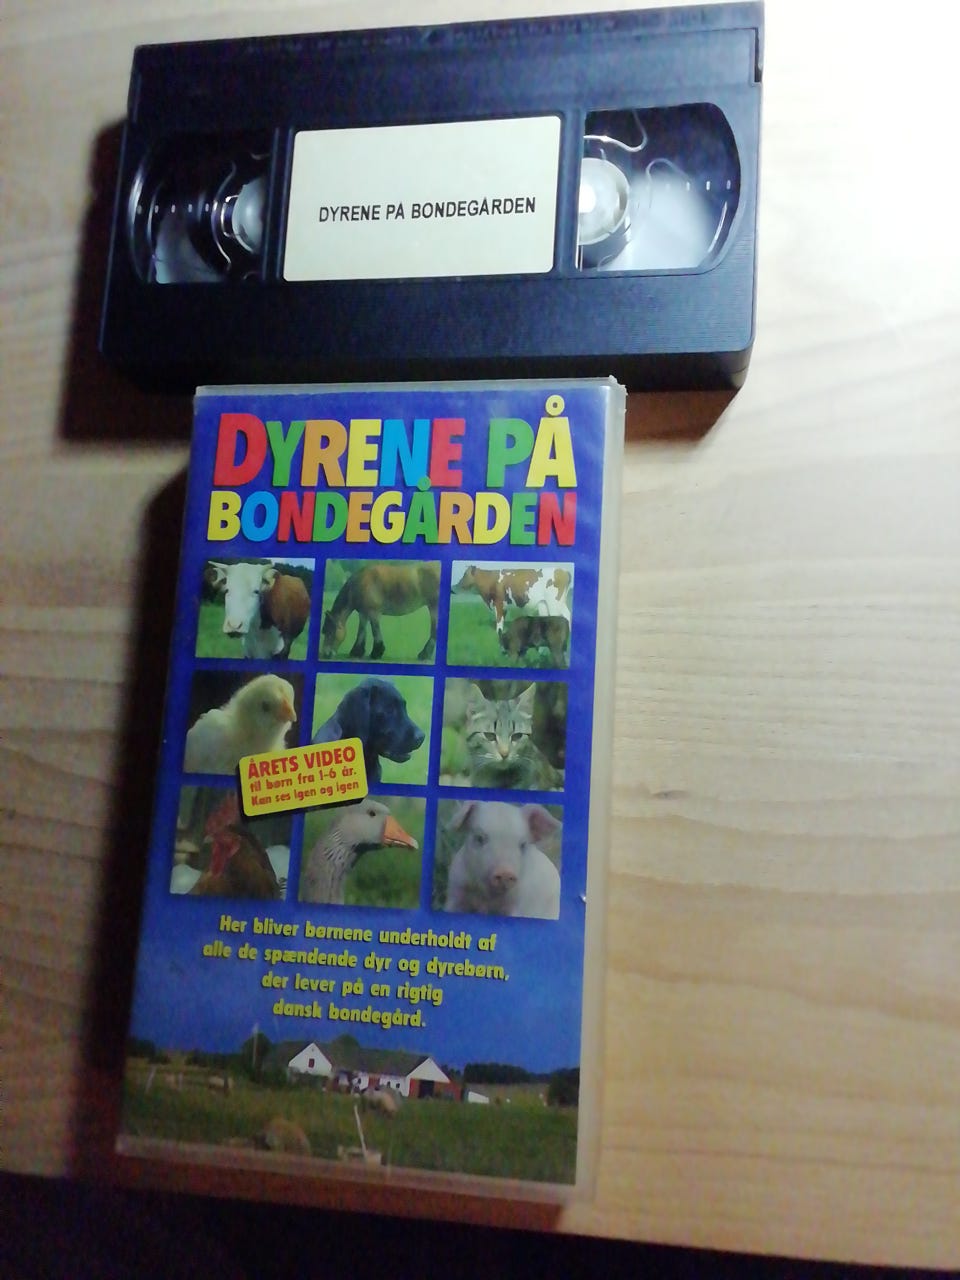 DYRENE PÅ BONDEGÅRDEN
DYRENE PÅ
BONDEGÅRDEN
ÅRETS VIDEO
til børn fra 1-6 år.
Kan ses igen og igen
Her bliver børnene underholdt af
alle de spændende dyr og dyrebørn,
der lever på en rigtig
dansk bondegård.